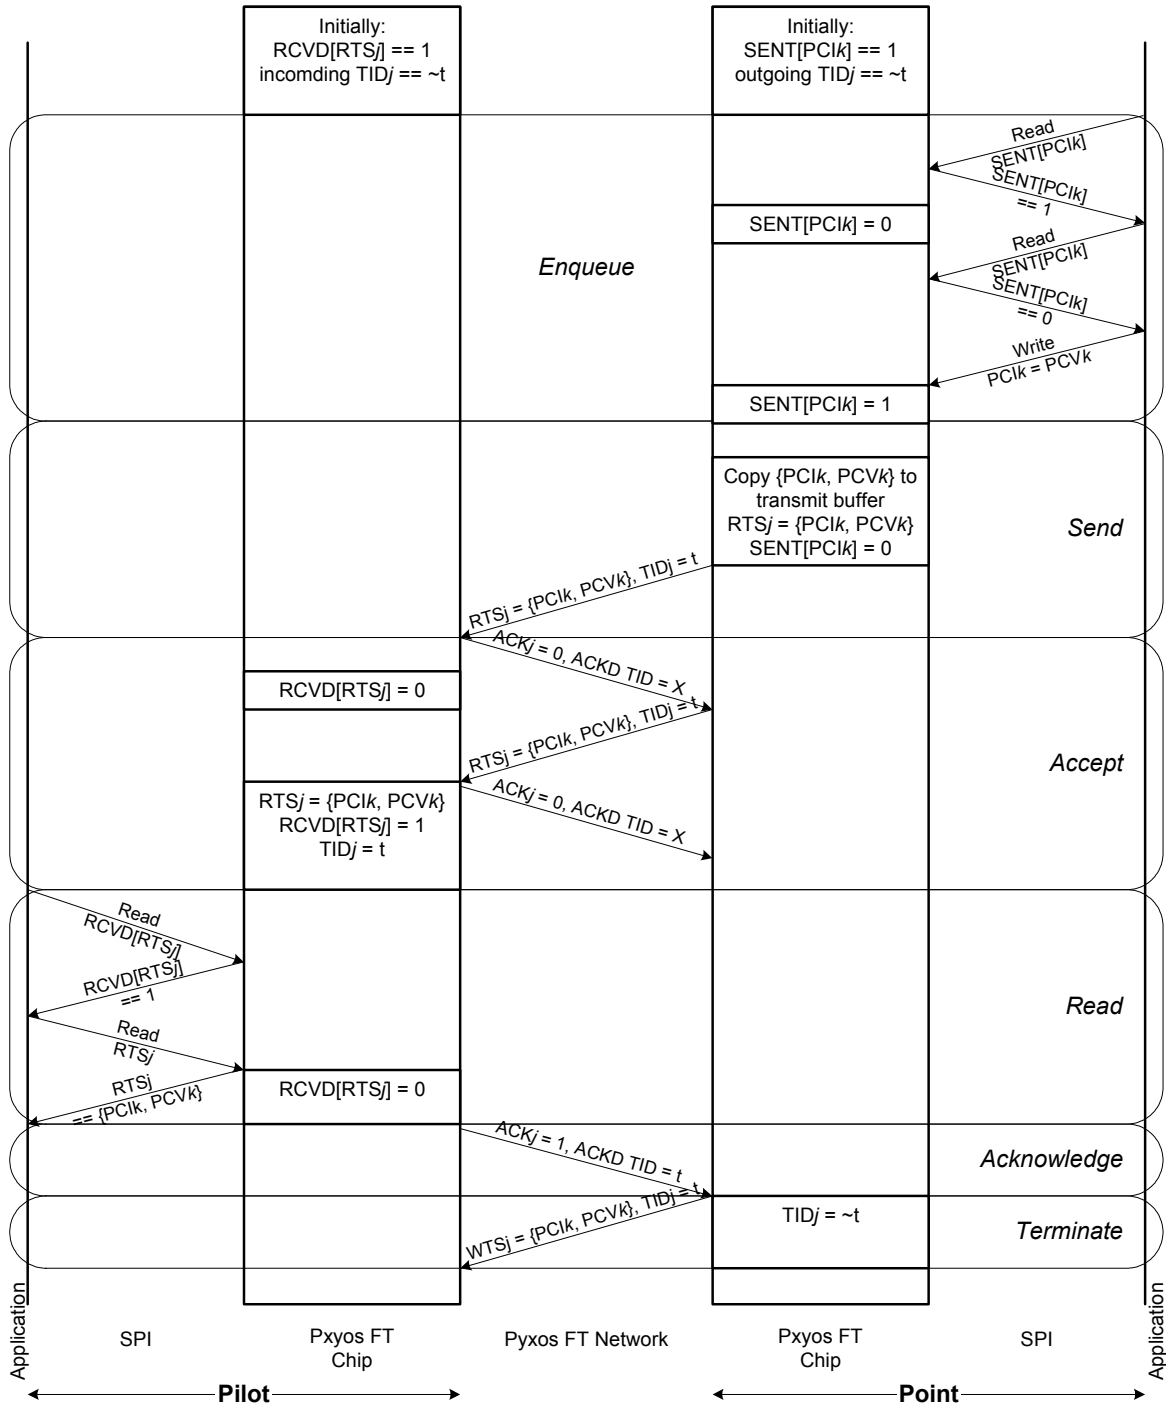 Initially:
RCVD[RTSj] == 1
incomding TIDj == ~t
Initially:
SENT[PCIk] == 1
outgoing TIDj == ~t
Read
SENT[PCIk]
SENT[PCIk]
== 1
SENT[PCIk] = 0
Read
SENT[PCIk]
Enqueue
SENT[PCIk]
== 0
Write
PCIk = PCVk
SENT[PCIk] = 1
Copy {PCIk, PCVk} to
transmit buffer
RTSj = {PCIk, PCVk}
SENT[PCIk] = 0
Send
RTSj = {PCIk, PCVk}, TIDj = t
ACKj = 0, ACKD TID = X
RCVD[RTSj] = 0
RTSj = {PCIk, PCVk}, TIDj = t
Accept
RTSj = {PCIk, PCVk}
RCVD[RTSj] = 1
TIDj = t
ACKj = 0, ACKD TID = X
Read
RCVD[RTSj]
RCVD[RTSj]
== 1
Read
Read
RTSj
RTSj
== {PCIk, PCVk}
RCVD[RTSj] = 0
ACKj = 1, ACKD TID = t
Acknowledge
WTSj = {PCIk, PCVk}, TIDj = t
TIDj = ~t
Terminate
Application
SPI
Pxyos FT
Chip
Pyxos FT Network
Pxyos FT
Chip
SPI
Application
Pilot
Point